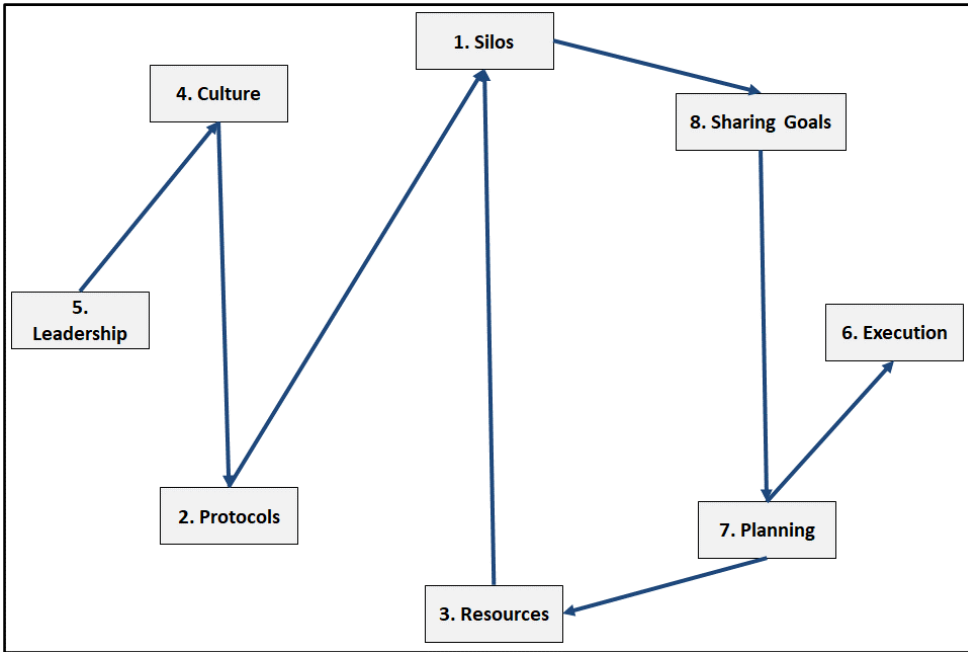 1. Silos
4. Culture
8. Sharing Goals
5.
Leadership
6. Execution
2. Protocols
7. Planning
3. Resources